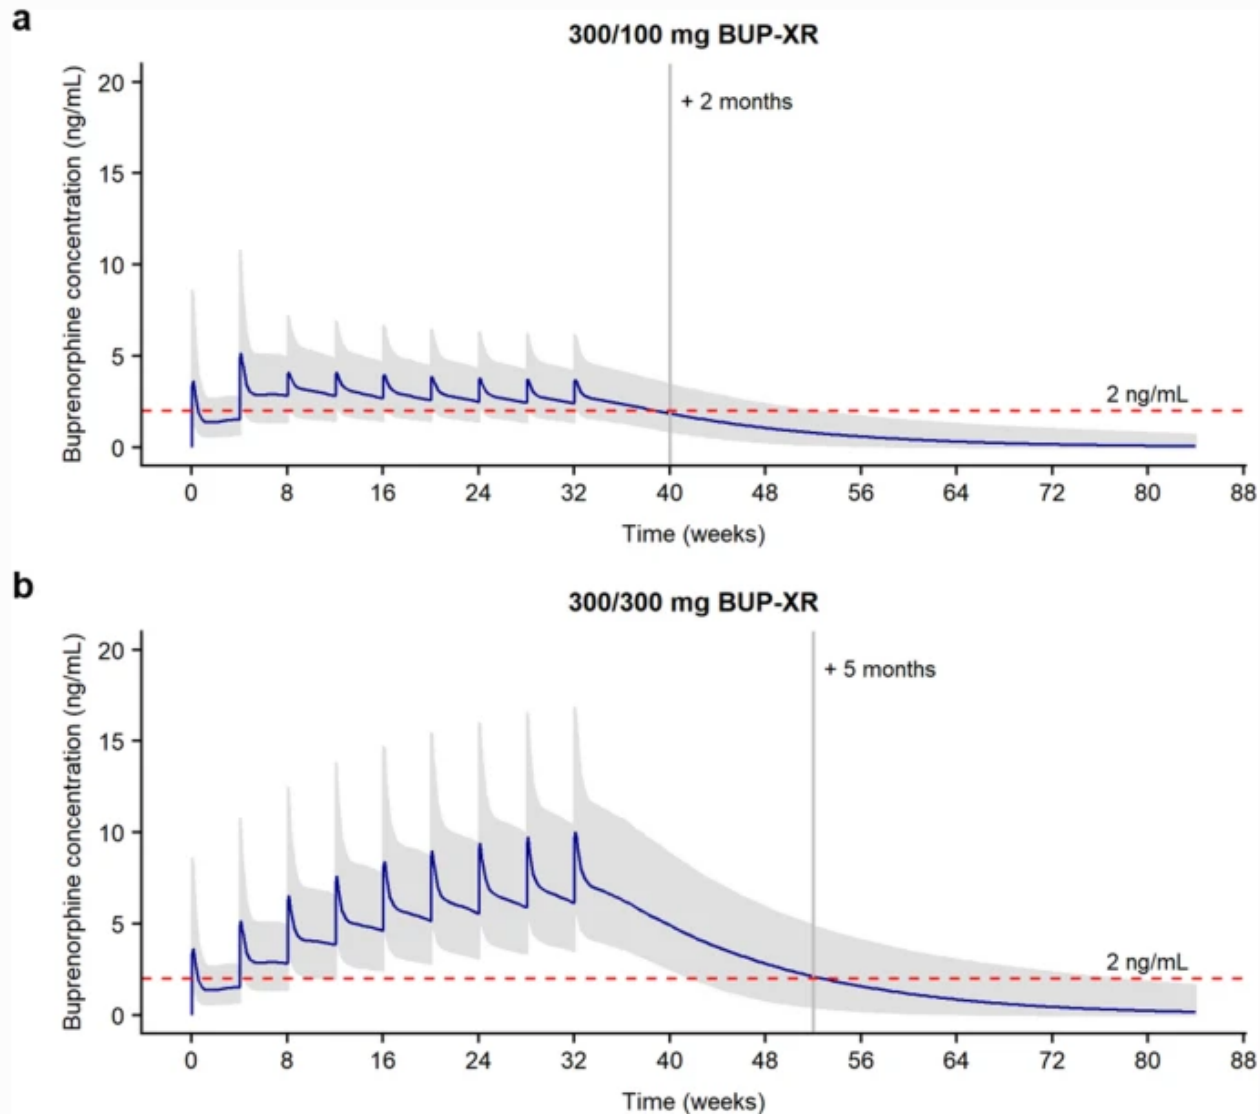 a
300/100 mg BUP-XR
Buprenorphine concentration (ng/mL)
20
15
10
5
0
+ 2 months
2 ng/mL
0 8 16 24 32 40 48 56 64 72 80 88
Time (weeks)
b
300/300 mg BUP-XR
Buprenorphine concentration (ng/mL)
20
15
10
5
0
+ 5 months
2 ng/mL
0 8 16 24 32 40 48 56 64 72 80 88
Time (weeks)